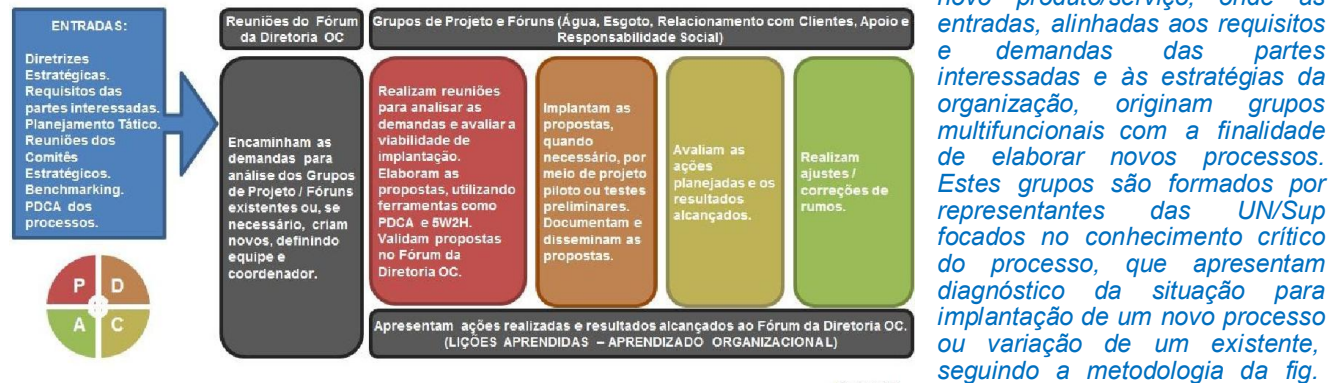 ENTRADAS:
Diretrizes
Estratégicas.
Requisitos das
partes interessadas.
Planejamento Tático.
Reuniões dos
Comitês
Estratégicos.
Benchmarking.
PDCA dos
processos.
P D
A C
Reuniões do Fórum
da Diretoria OC
Encaminham as
demandas para
análise dos Grupos
de Projeto / Fóruns
existentes ou, se
necessário, criam
novos, definindo
equipe e
coordenador.
Grupos de Projeto e Fóruns (Água, Esgoto, Relacionamento com Clientes, Apoio e
Responsabilidade Social)
Realizam reuniões
para analisar as
demandas e avaliar a
viabilidade de
implantação.
Elaboram as
propostas, utilizando
ferramentas como
PDCA e 5W2H.
Validam propostas
no Fórum da
Diretoria OC.
Implantam as
propostas,
quando
necessário, por
meio de projeto
piloto ou testes
preliminares.
Documentam e
disseminam as
propostas.
Avaliam as
ações
planejadas e os
resultados
alcançados.
Realizam
ajustes /
correções de
rumos.
Apresentam ações realizadas e resultados alcançados ao Fórum da Diretoria OC.
(LIÇÕES APRENDIDAS – APRENDIZADO ORGANIZACIONAL)
novo produto/serviço, onde as
entradas, alinhadas aos requisitos
e demandas das partes
interessadas e às estratégias da
organização, originam grupos
multifuncionais com a finalidade
de elaborar novos processos.
Estes grupos são formados por
representantes das UN/Sup
focados no conhecimento crítico
do processo, que apresentam
diagnóstico da situação para
implantação de um novo processo
ou variação de um existente,
seguindo a metodologia da fig.